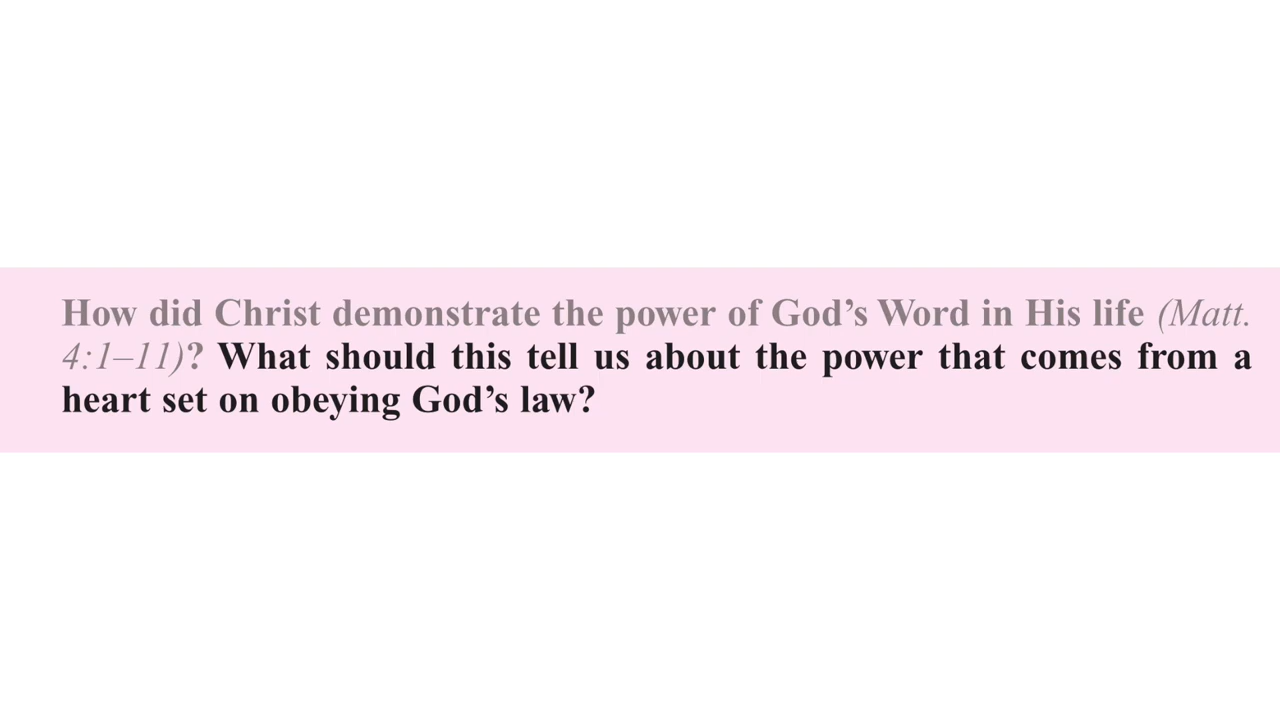 How did Christ demonstrate the power of God’s Word in His life (Matt.
4:1–11)? What should this tell us about the power that comes from a
heart set on obeying God’s law?